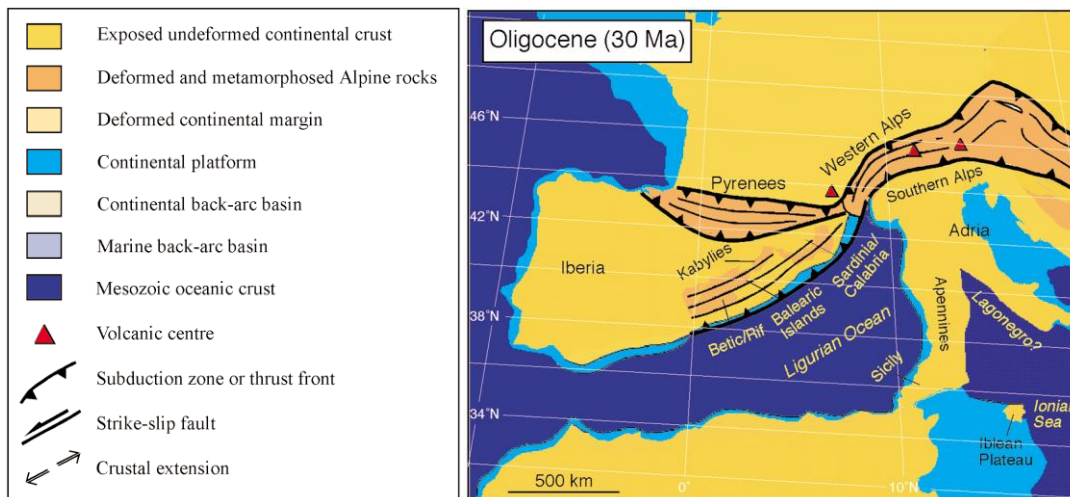 Exposed undeformed continental crust
Deformed and metamorphosed Alpine rocks
Deformed continental margin
Continental platform
Continental back-arc basin
Marine back-arc basin
Mesozoic oceanic crust
Volcanic centre
Subduction zone or thrust front
Strike-slip fault
Crustal extension
Oligocene (30 Ma)
46°N
42°N
38°N
34°N
Western Alps
Pyrenees
Southern Alps
Iberia
Kabylies
Sardinia/
Calabria
Adria
Balearic
Islands
Betic/Rif
Ligurian Ocean
Apennines
Lagonegro?
Sicily
Ionian
Sea
Iblean
Plateau
500 km
0°
10°N